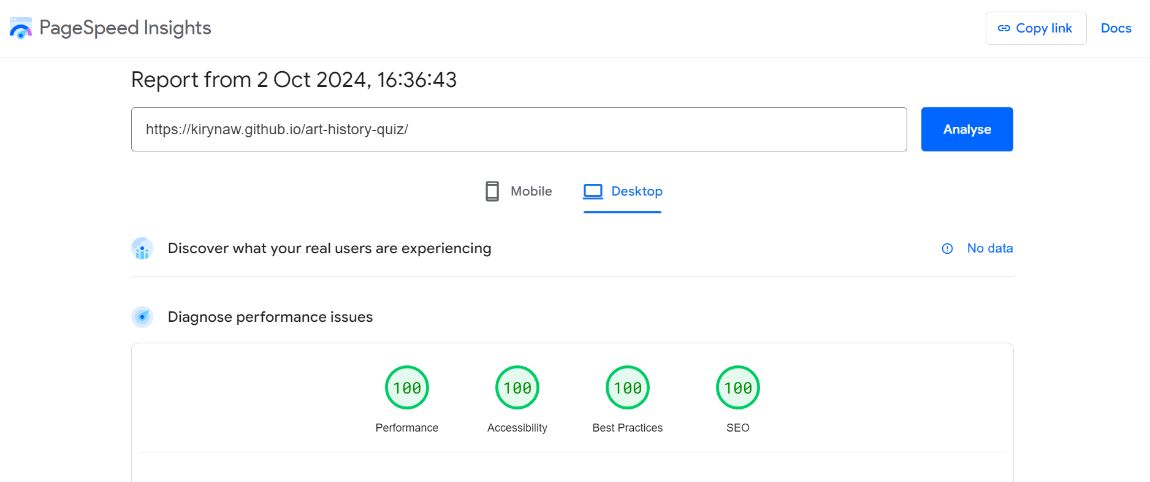 PageSpeed Insights
Copy link
Docs
Report from 2 Oct 2024, 16:36:43
https://kirynaw.github.io/art-history-quiz/
Analyse
Mobile
Desktop
Discover what your real users are experiencing
No data
Diagnose performance issues
100
100
100
100
Performance
Accessibility
Best Practices
SEO